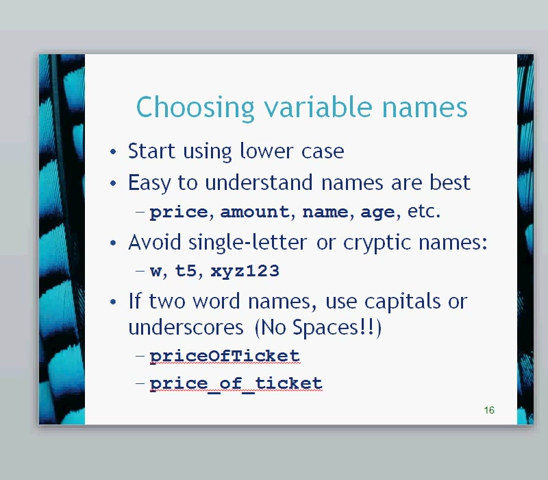 Choosing variable names
• Start using lower case
• Easy to understand names are best
– price, amount, name, age, etc.
• Avoid single-letter or cryptic names:
– w, t5, xyz123
• If two word names, use capitals or
underscores (No Spaces!!)
– priceOfTicket
– price_of_ticket
16